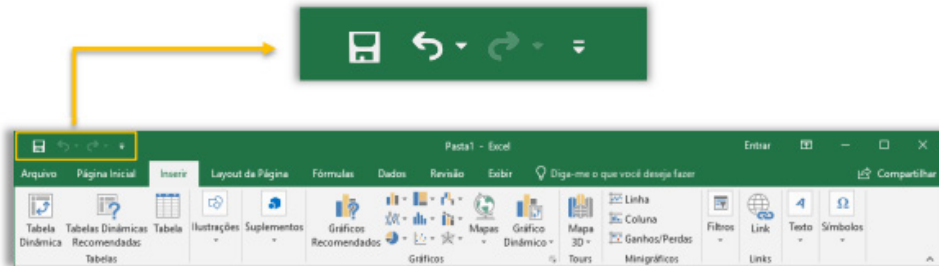 Pasta1 - Excel
Entrar
Arquivo Página Inicial Inserir Layout da Página Fórmulas Dados Revisão Exibir Diga-me o que você deseja fazer Compartilhar
Tabela Dinâmica
Tabelas Dinâmicas Recomendadas
Tabela
Ilustrações
Suplementos
Gráficos Recomendados
Mapas
Gráfico Dinâmico
Mapa 3D
Linha
Coluna
Ganhos/Perdas
Filtros
Link
Texto
Símbolos
Tabelas
Gráficos
Tours
Minigráficos
Links